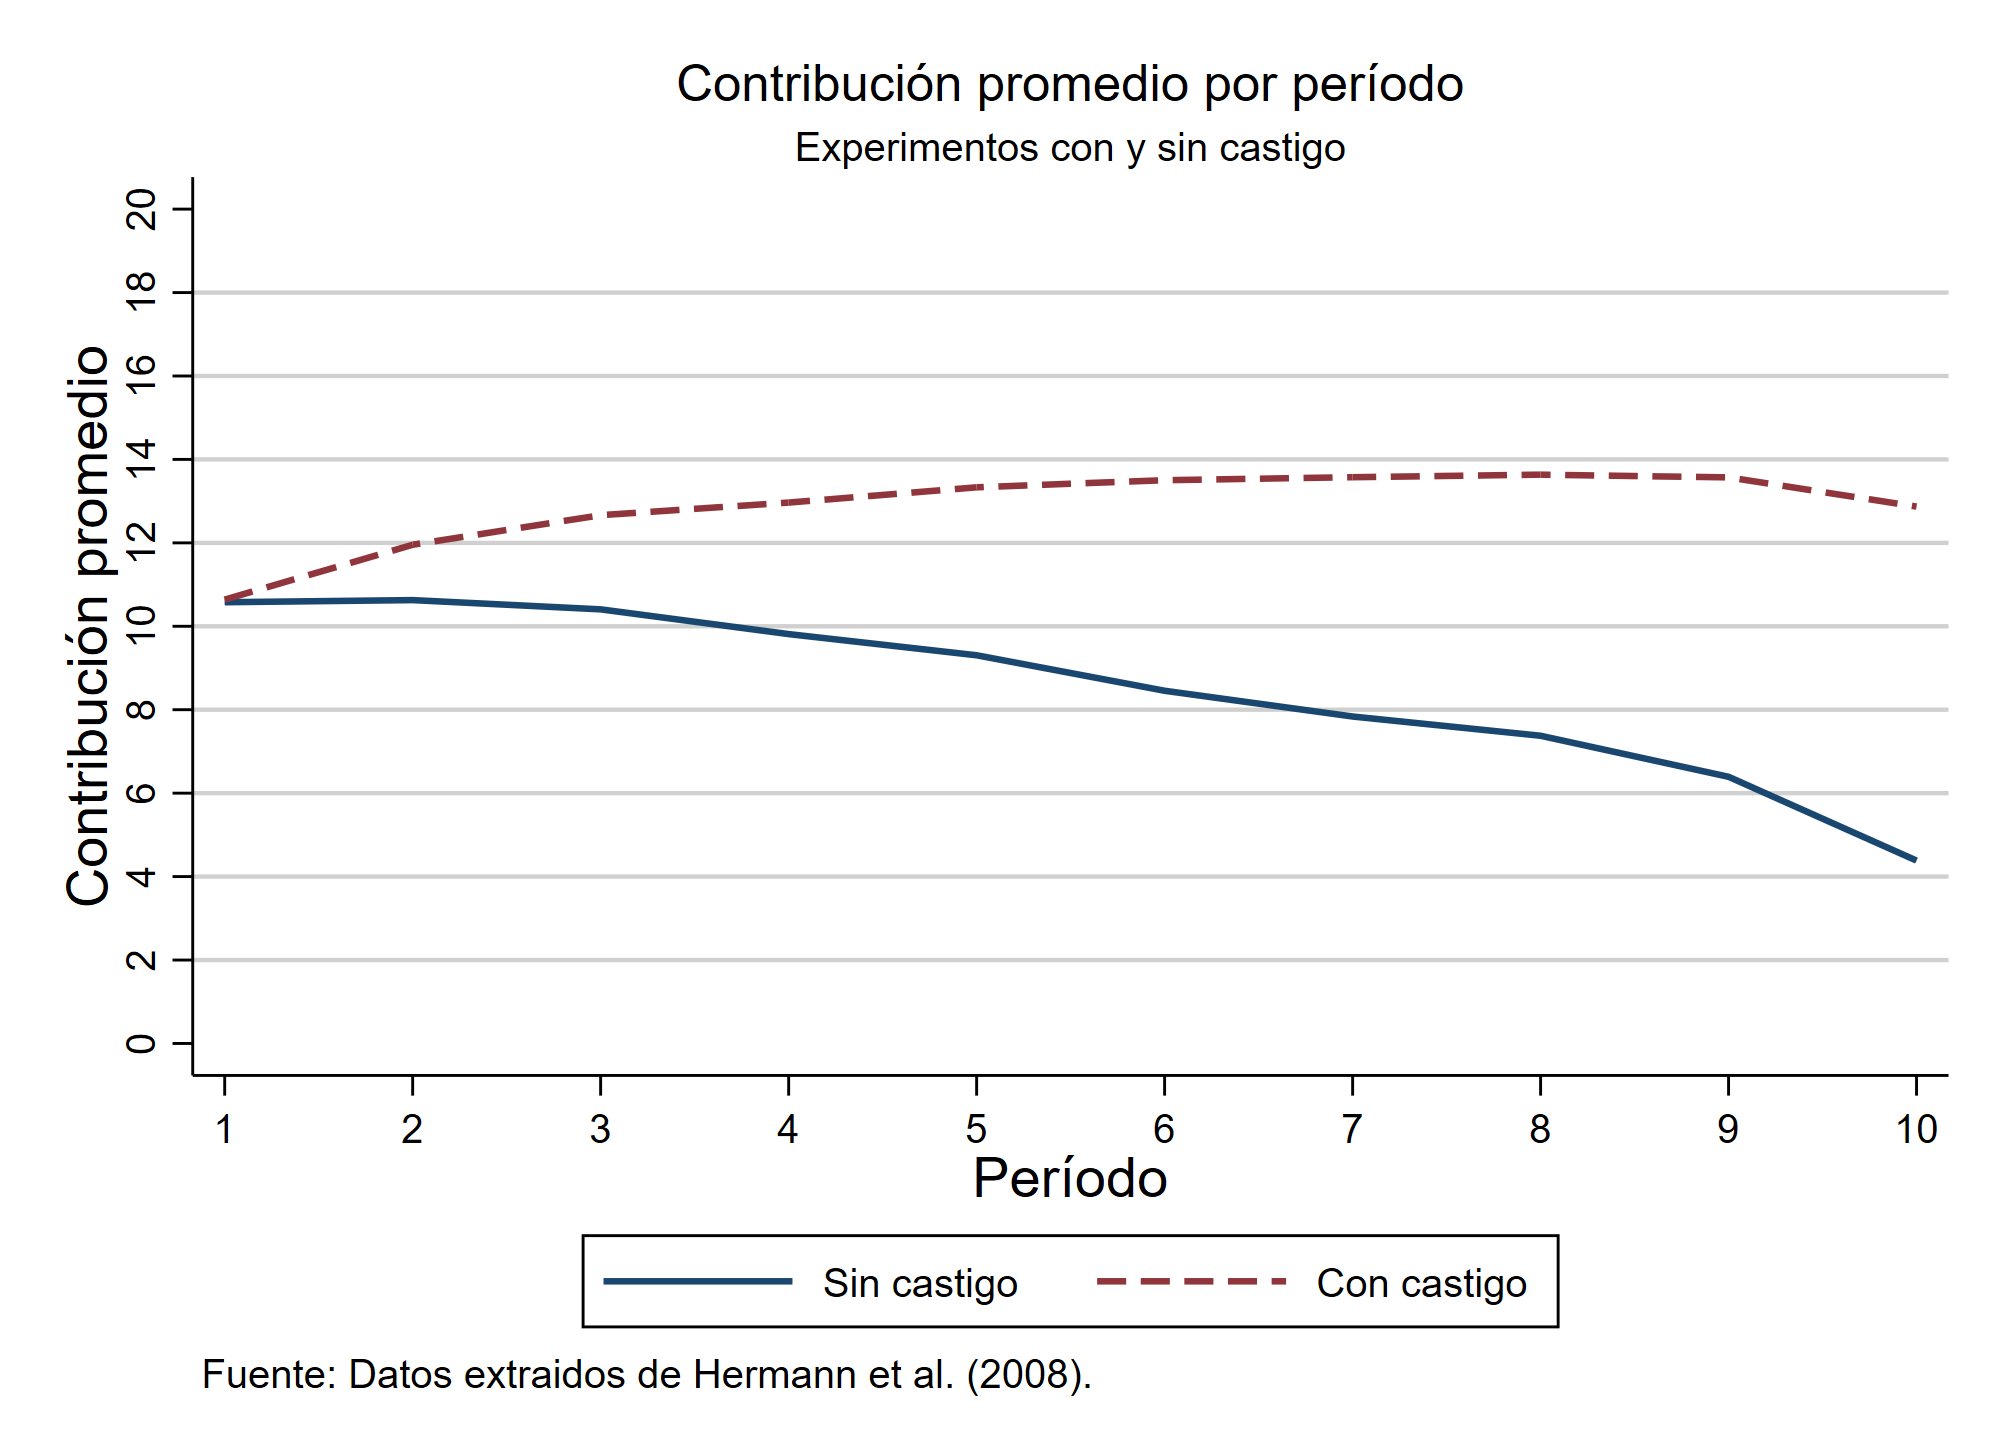 Contribución promedio por período
Experimentos con y sin castigo
Contribución promedio
20
18
16
14
12
10
8
6
4
2
0
1 2 3 4 5 6 7 8 9 10
Período
Sin castigo Con castigo
Fuente: Datos extraidos de Hermann et al. (2008).